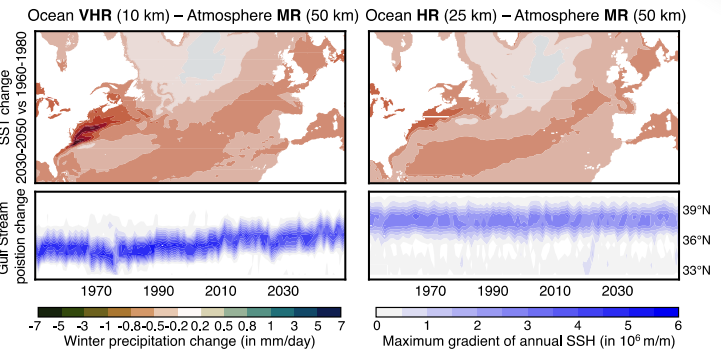 Ocean VHR (10 km) – Atmosphere MR (50 km)
Ocean HR (25 km) – Atmosphere MR (50 km)
SST change
2030-2050 vs 1960-1980
Gulf Stream
poistion change
39°N
36°N
33°N
1970 1990 2010 2030
1970 1990 2010 2030
-7 -5 -3 -1 -0.8 -0.5 -0.2 0.2 0.5 0.8 1 3 5 7
Winter precipitation change (in mm/day)
0 1 2 3 4 5 6
Maximum gradient of annual SSH (in 10⁶ m/m)